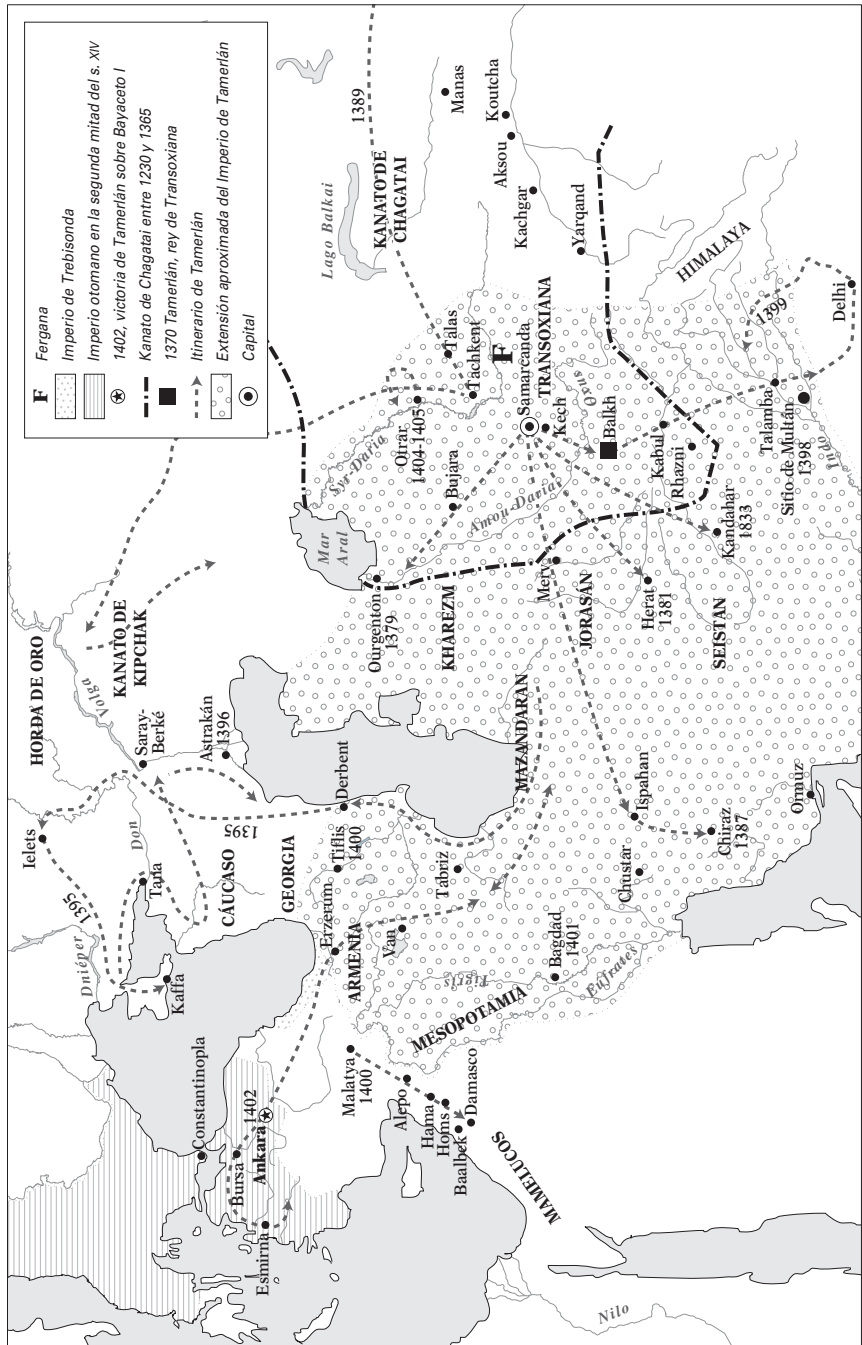 F Fergana
Imperio de Trebisonda
Imperio otomano en la segunda mitad del s. XIV
1402, victoria de Tamerlán sobre Bayaceto I
Kanato de Chagatai entre 1230 y 1365
1370 Tamerlán, rey de Transoxiana
Itinerario de Tamerlán
Extensión aproximada del Imperio de Tamerlán
Capital
HORDA DE ORO
Ielets
1395
Dniéper
Don
Volga
Tana
Kaffa
Saray-
Berké
KANATO DE
KIPCHAK
Astrakán
1396
1395
CÁUCASO
GEORGIA
Derbent
Tiflis
1400
Erzerum
ARMENIA
Van
Tabriz
MAZANDARAN
Constantinopla
Bursa
1402
Ankara
Esmirna
Malatya
1400
Alepo
Hama
Homs
Baalbek
Damasco
MAMELUCOS
Nilo
MESOPOTAMIA
Tigris
Eufrates
Bagdad
1401
Chustar
Ispahan
Chiraz
1387
Ormuz
Mar
Aral
Syr-Daria
Ourgenton
1379
KHAREZM
Amou-Daria
Bujara
Otrar
1404-1405
Talas
Tachkent
F
Samarcanda
TRANSOXIANA
Kech
Oxus
Balkh
Merv
JORASÁN
Herat
1381
SEISTAN
Kandahar
1833
Kabul
Rhazni
Talamba
Sitio de Multán
1398
Indo
Delhi
1399
HIMALAYA
Lago Balkai
KANATO DE
CHAGATAI
1389
Manas
Koutcha
Aksou
Kachgar
Yarqand